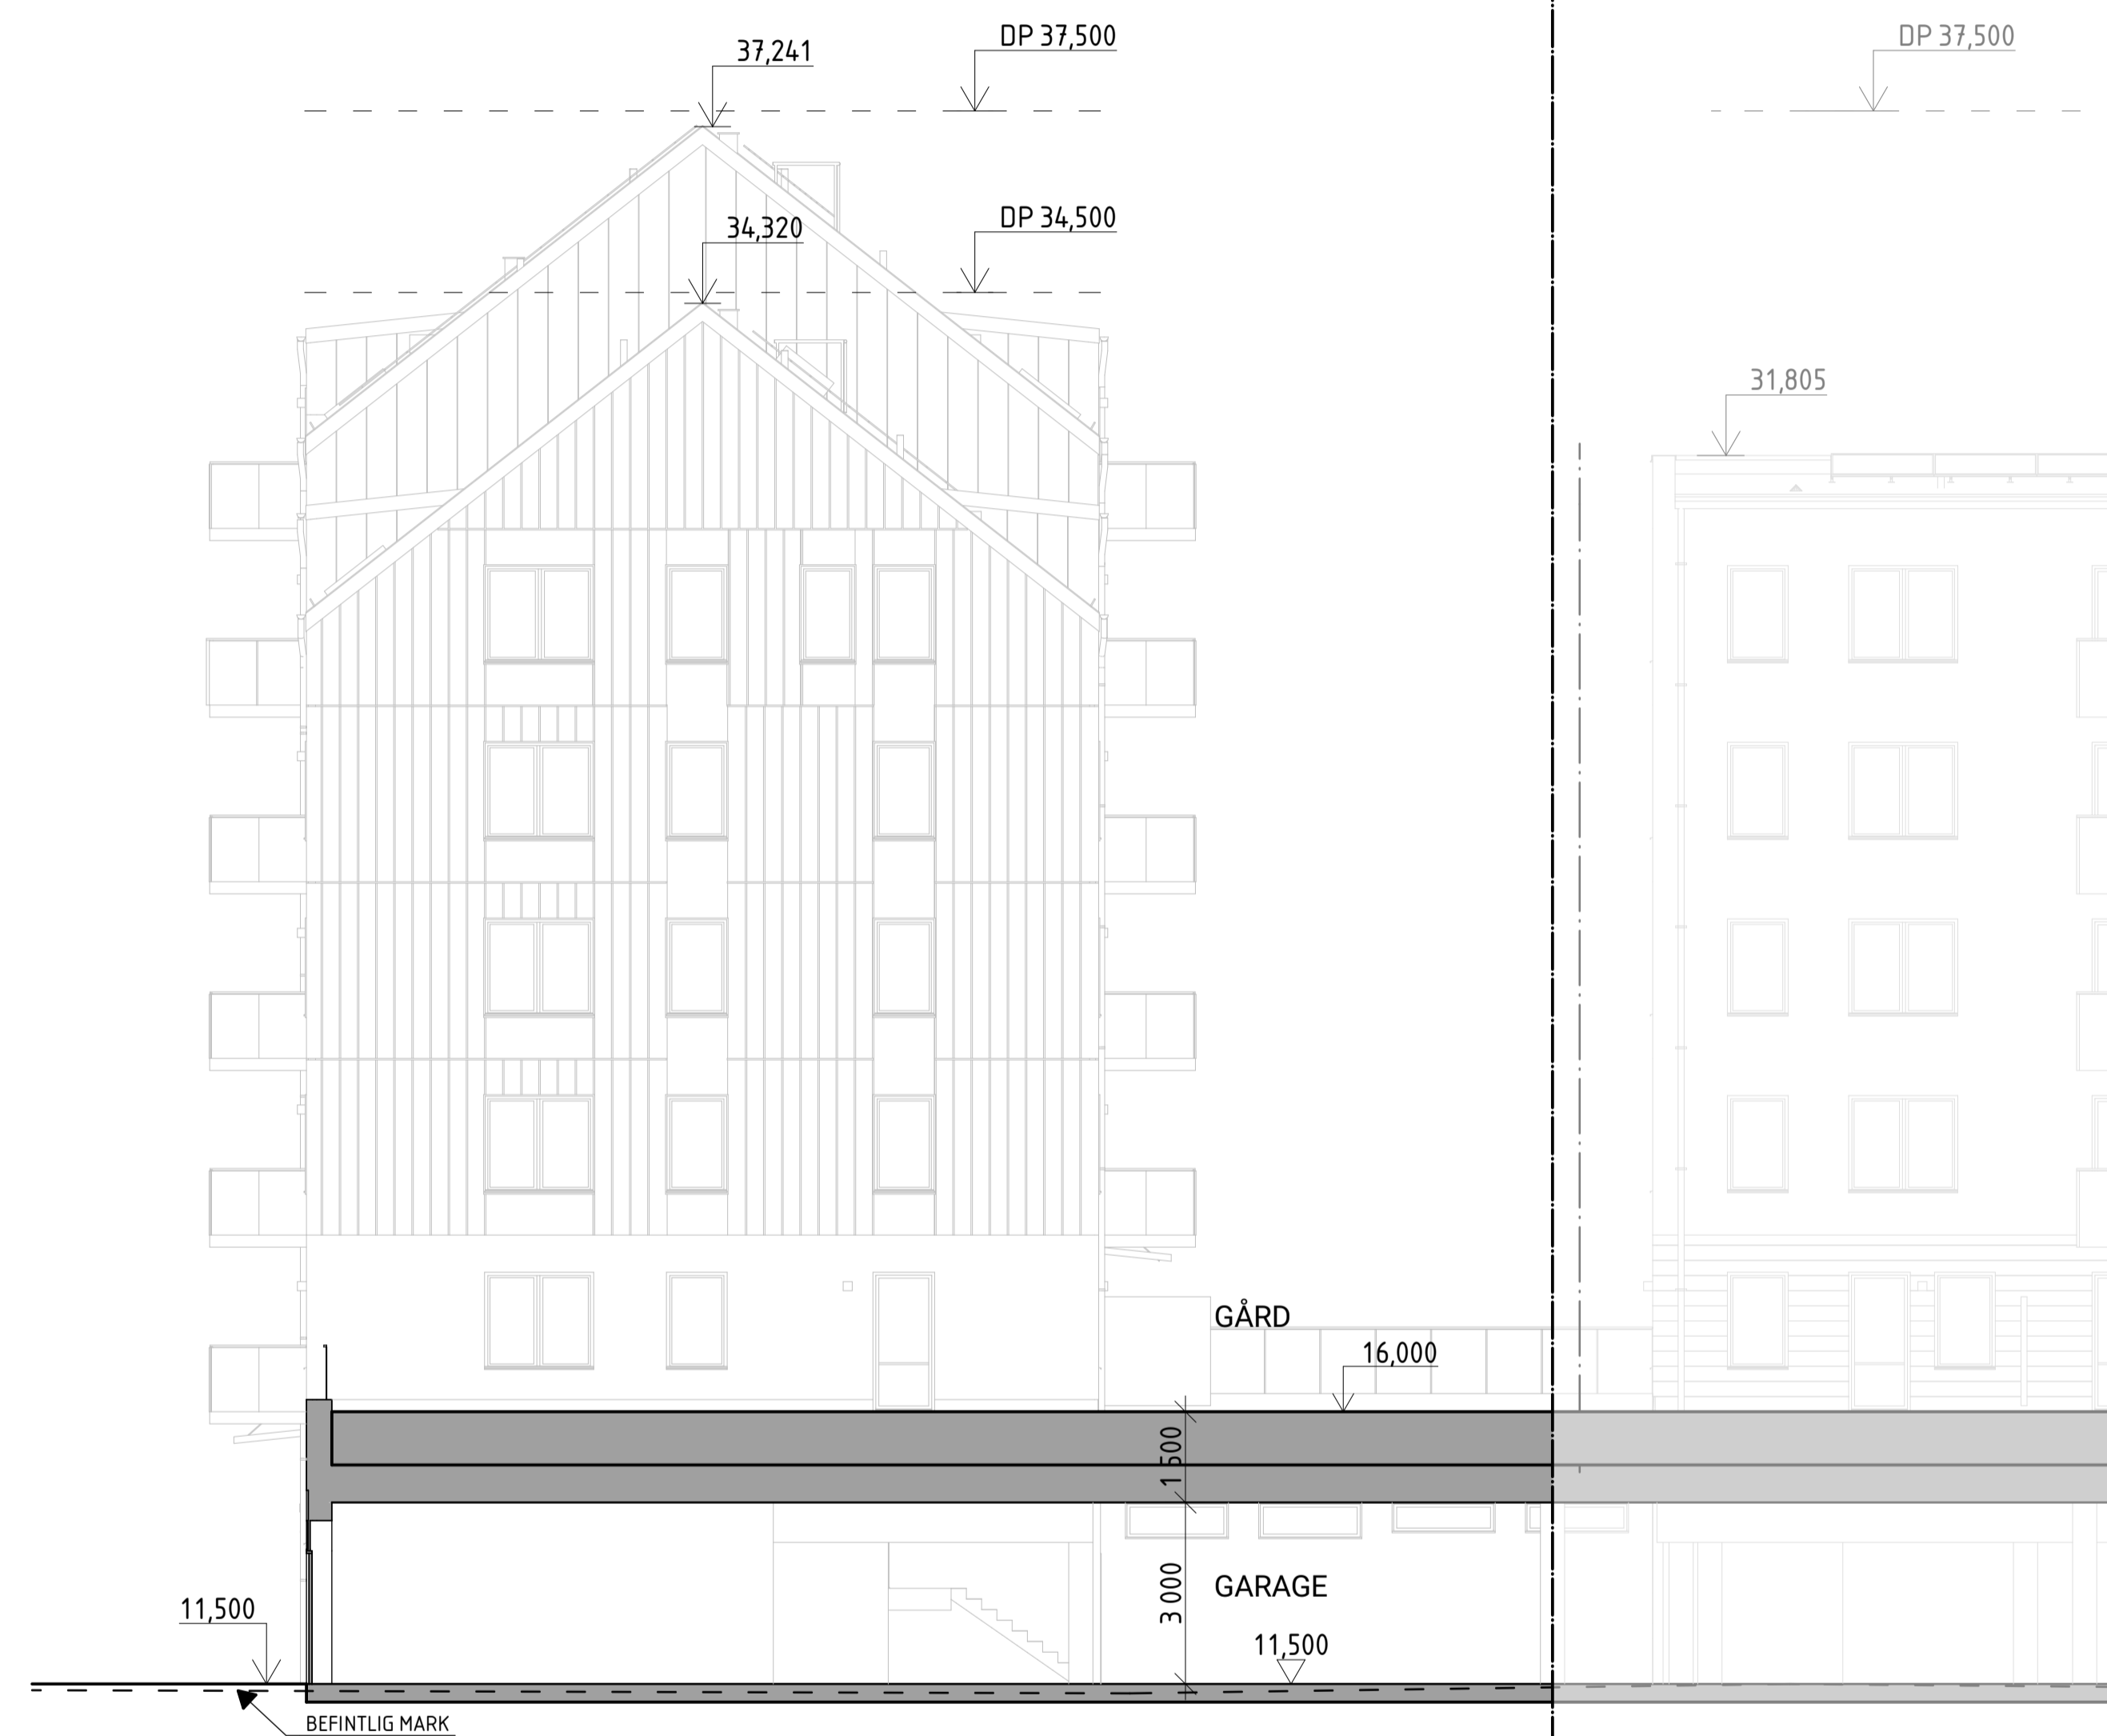 DP 37,500
DP 37,500
37,241
34,320
DP 34,500
31,805
GÅRD
16,000
1 500
3 000
GARAGE
11,500
11,500
BEFINTLIG MARK